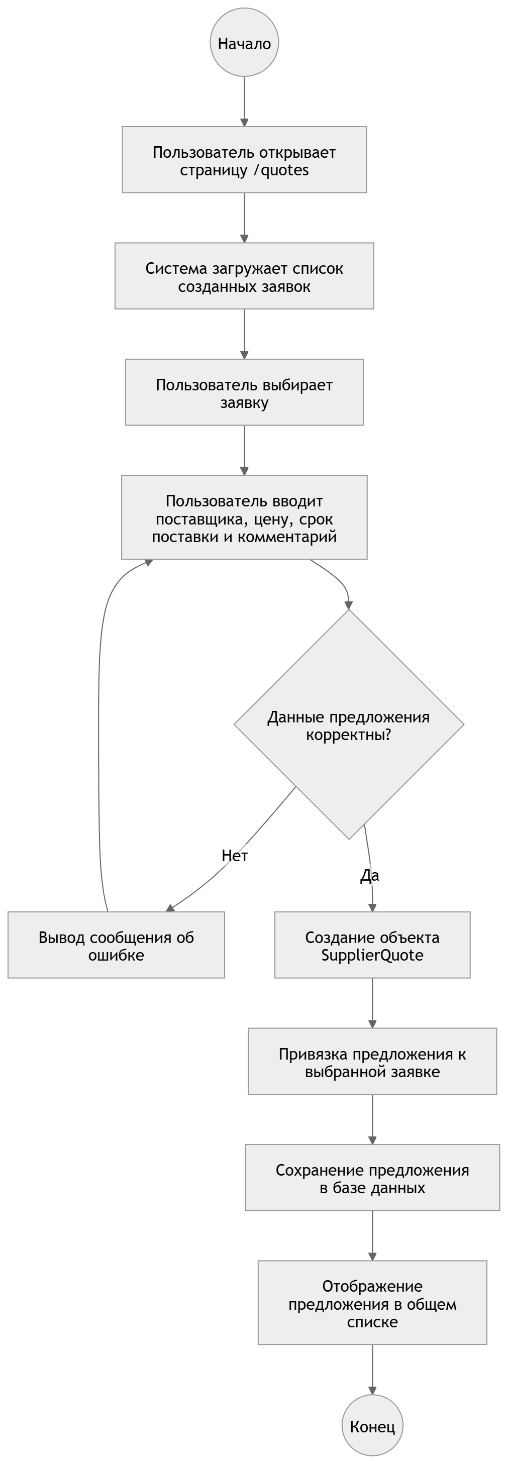 Начало
Пользователь открывает
страницу /quotes
Система загружает список
созданных заявок
Пользователь выбирает
заявку
Пользователь вводит
поставщика, цену, срок
поставки и комментарий
Данные предложения
корректны?
Нет
Да
Вывод сообщения об
ошибке
Создание объекта
SupplierQuote
Привязка предложения к
выбранной заявке
Сохранение предложения
в базе данных
Отображение
предложения в общем
списке
Конец